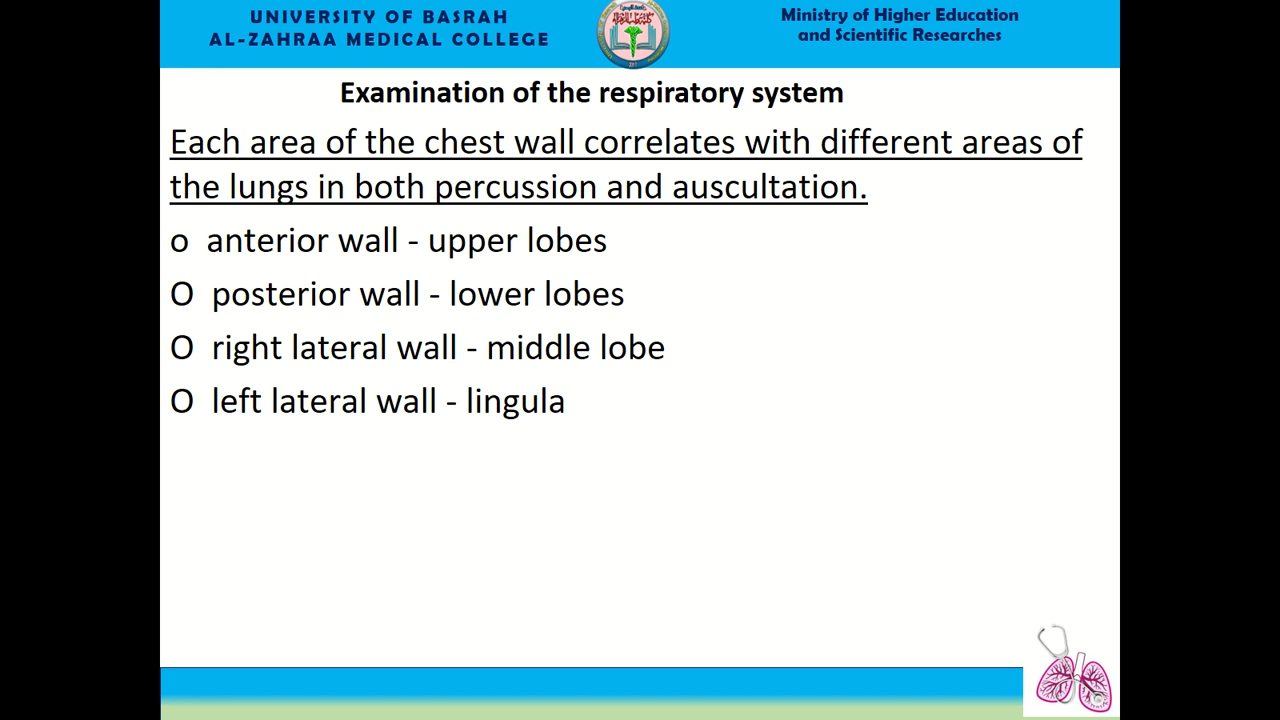 UNIVERSITY OF BASRAH
AL-ZAHRAA MEDICAL COLLEGE
Ministry of Higher Education
and Scientific Researches
Examination of the respiratory system
Each area of the chest wall correlates with different areas of
the lungs in both percussion and auscultation.
o anterior wall - upper lobes
O posterior wall - lower lobes
O right lateral wall - middle lobe
O left lateral wall - lingula